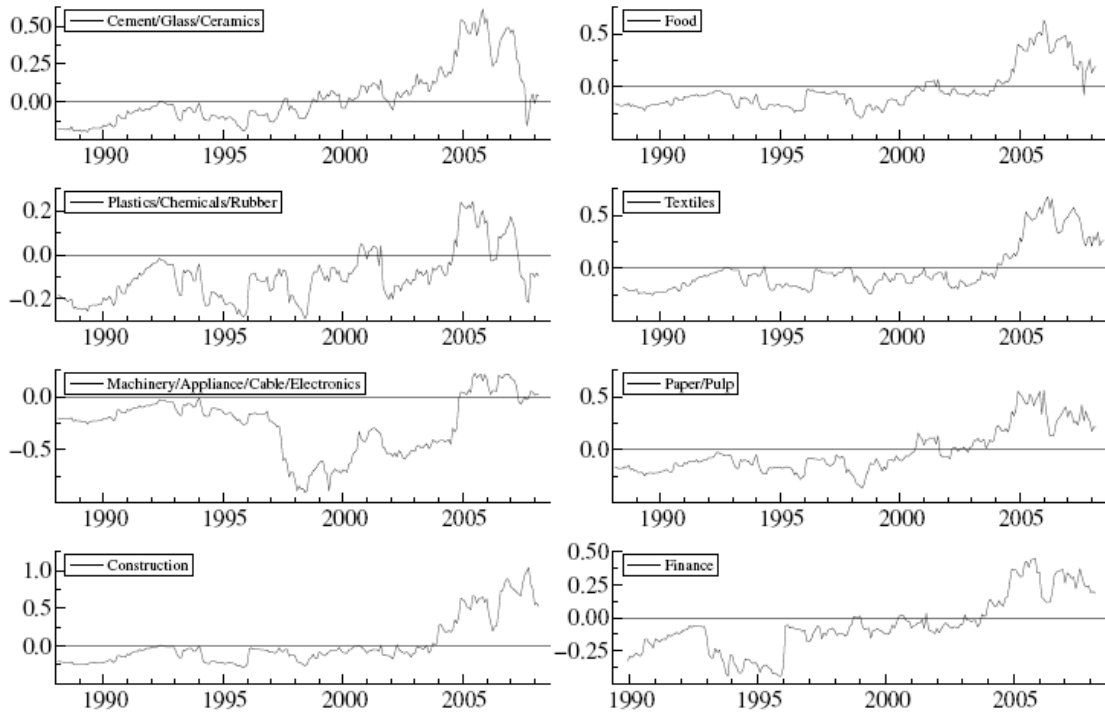 Cement/Glass/Ceramics
0.50
0.25
0.00
1990 1995 2000 2005
Food
0.5
0.0
1990 1995 2000 2005
Plastics/Chemicals/Rubber
0.2
0.0
−0.2
1990 1995 2000 2005
Textiles
0.5
0.0
1990 1995 2000 2005
Machinery/Appliance/Cable/Electronics
0.0
−0.5
1990 1995 2000 2005
Paper/Pulp
0.5
0.0
1990 1995 2000 2005
Construction
1.0
0.5
0.0
1990 1995 2000 2005
Finance
0.50
0.25
0.00
−0.25
1990 1995 2000 2005